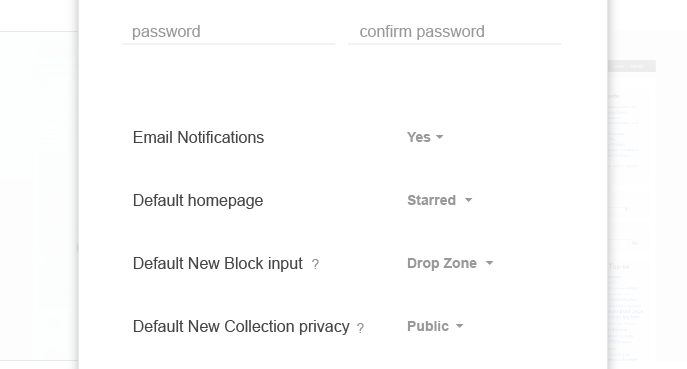 password confirm password
Email Notifications Yes
Default homepage Starred
Default New Block input ? Drop Zone
Default New Collection privacy ? Public